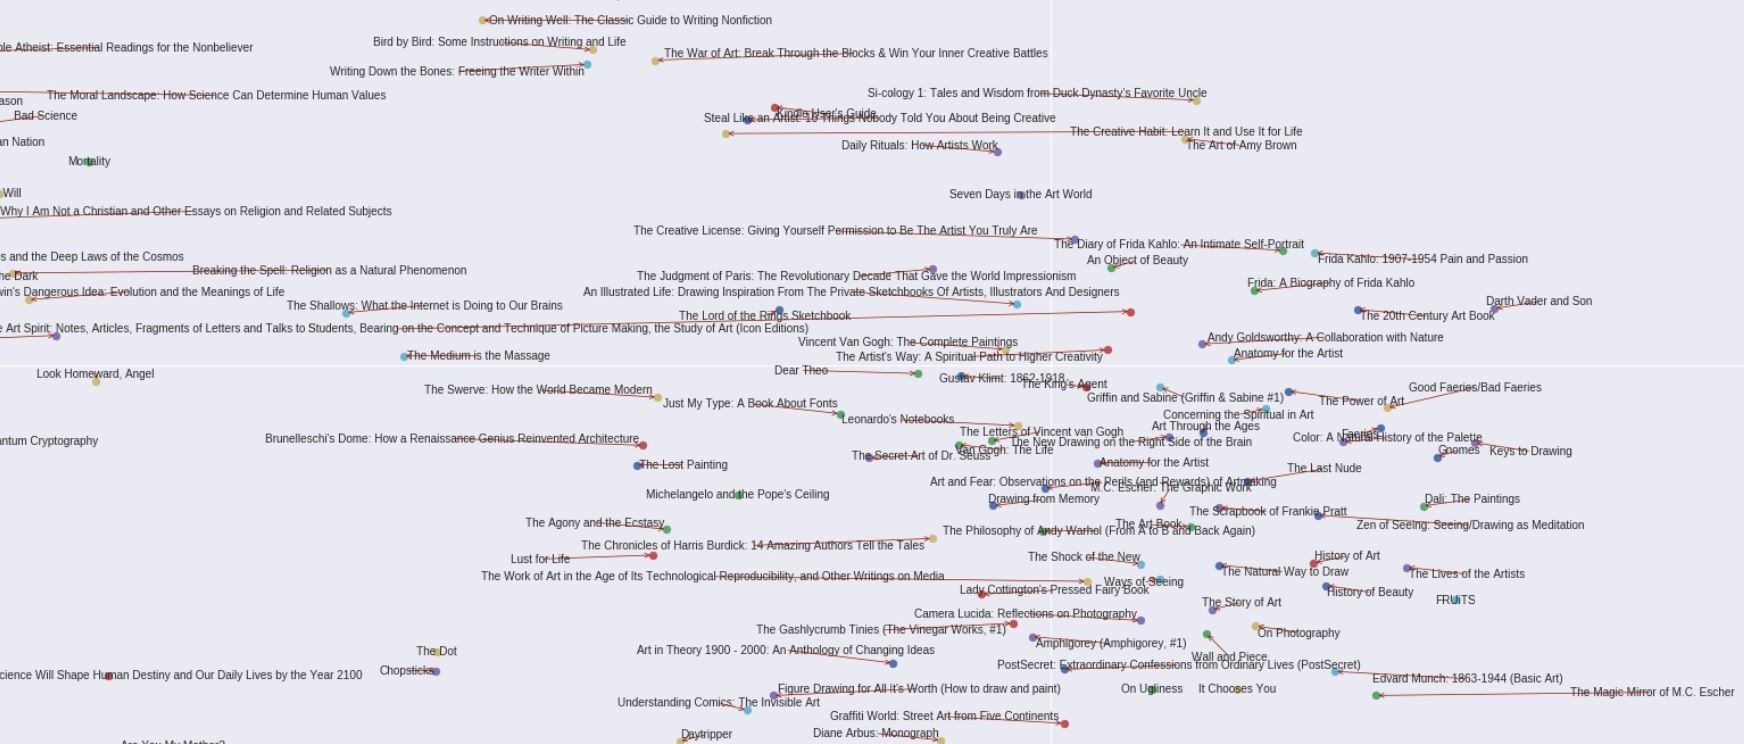 On Writing Well: The Classic Guide to Writing Nonfiction
Bird by Bird: Some Instructions on Writing and Life
le Atheist: Essential Readings for the Nonbeliever
The War of Art: Break Through the Blocks & Win Your Inner Creative Battles
Writing Down the Bones: Freeing the Writer Within
Si-cology 1: Tales and Wisdom from Duck Dynasty's Favorite Uncle
The Moral Landscape: How Science Can Determine Human Values
ason
Kindle User's Guide
Bad Science
Steal Like an Artist: 10 Things Nobody Told You About Being Creative
The Creative Habit: Learn It and Use It for Life
an Nation
Daily Rituals: How Artists Work
The Art of Amy Brown
Mortality
Will
Seven Days in the Art World
Why I Am Not a Christian and Other Essays on Religion and Related Subjects
The Creative License: Giving Yourself Permission to Be The Artist You Truly Are
The Diary of Frida Kahlo: An Intimate Self-Portrait
s and the Deep Laws of the Cosmos
An Object of Beauty
Frida Kahlo: 1907-1954 Pain and Passion
he Dark
Breaking the Spell: Religion as a Natural Phenomenon
The Judgment of Paris: The Revolutionary Decade That Gave the World Impressionism
Frida: A Biography of Frida Kahlo
win's Dangerous Idea: Evolution and the Meanings of Life
An Illustrated Life: Drawing Inspiration From The Private Sketchbooks Of Artists, Illustrators And Designers
Darth Vader and Son
The Shallows: What the Internet is Doing to Our Brains
The Lord of the Rings Sketchbook
The 20th Century Art Book
e Art Spirit: Notes, Articles, Fragments of Letters and Talks to Students, Bearing on the Concept and Technique of Picture Making, the Study of Art (Icon Editions)
Andy Goldsworthy: A Collaboration with Nature
Vincent Van Gogh: The Complete Paintings
Anatomy for the Artist
The Medium is the Massage
The Artist's Way: A Spiritual Path to Higher Creativity
Look Homeward, Angel
Dear Theo
Gustav Klimt: 1862-1918
The King's Agent
Good Faeries/Bad Faeries
The Swerve: How the World Became Modern
Griffin and Sabine (Griffin & Sabine #1)
The Power of Art
Just My Type: A Book About Fonts
Concerning the Spiritual in Art
Leonardo's Notebooks
Art Through the Ages
The Letters of Vincent van Gogh
Faeries
Color: A Natural History of the Palette
antum Cryptography
Brunelleschi's Dome: How a Renaissance Genius Reinvented Architecture
The New Drawing on the Right Side of the Brain
Van Gogh: The Life
Gnomes
Keys to Drawing
The Secret Art of Dr. Seuss
The Lost Painting
Anatomy for the Artist
The Last Nude
Art and Fear: Observations on the Perils (and Rewards) of Artmaking
M.C. Escher: The Graphic Work
Michelangelo and the Pope's Ceiling
Drawing from Memory
Dali: The Paintings
The Scrapbook of Frankie Pratt
The Agony and the Ecstasy
The Art Book
Zen of Seeing: Seeing/Drawing as Meditation
The Philosophy of Andy Warhol (From A to B and Back Again)
The Chronicles of Harris Burdick: 14 Amazing Authors Tell the Tales
Lust for Life
The Shock of the New
History of Art
The Natural Way to Draw
The Lives of the Artists
The Work of Art in the Age of Its Technological Reproducibility, and Other Writings on Media
Ways of Seeing
Lady Cottington's Pressed Fairy Book
History of Beauty
FRUiTS
The Story of Art
Camera Lucida: Reflections on Photography
The Gashlycrumb Tinies (The Vinegar Works, #1)
On Photography
Amphigorey (Amphigorey, #1)
The Dot
Art in Theory 1900 - 2000: An Anthology of Changing Ideas
Wall and Piece
PostSecret: Extraordinary Confessions from Ordinary Lives (PostSecret)
Chopsticks
cience Will Shape Human Destiny and Our Daily Lives by the Year 2100
Edvard Munch: 1863-1944 (Basic Art)
Figure Drawing for All It's Worth (How to draw and paint)
On Ugliness
It Chooses You
The Magic Mirror of M.C. Escher
Understanding Comics: The Invisible Art
Graffiti World: Street Art from Five Continents
Daytripper
Diane Arbus: Monograph
Are You My Mother?